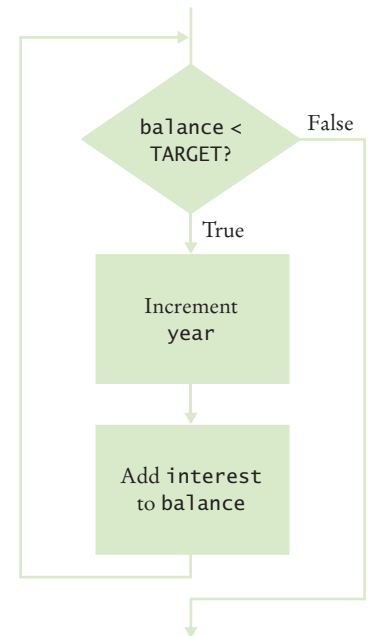 balance <
TARGET?
False
True
Increment
year
Add interest
to balance